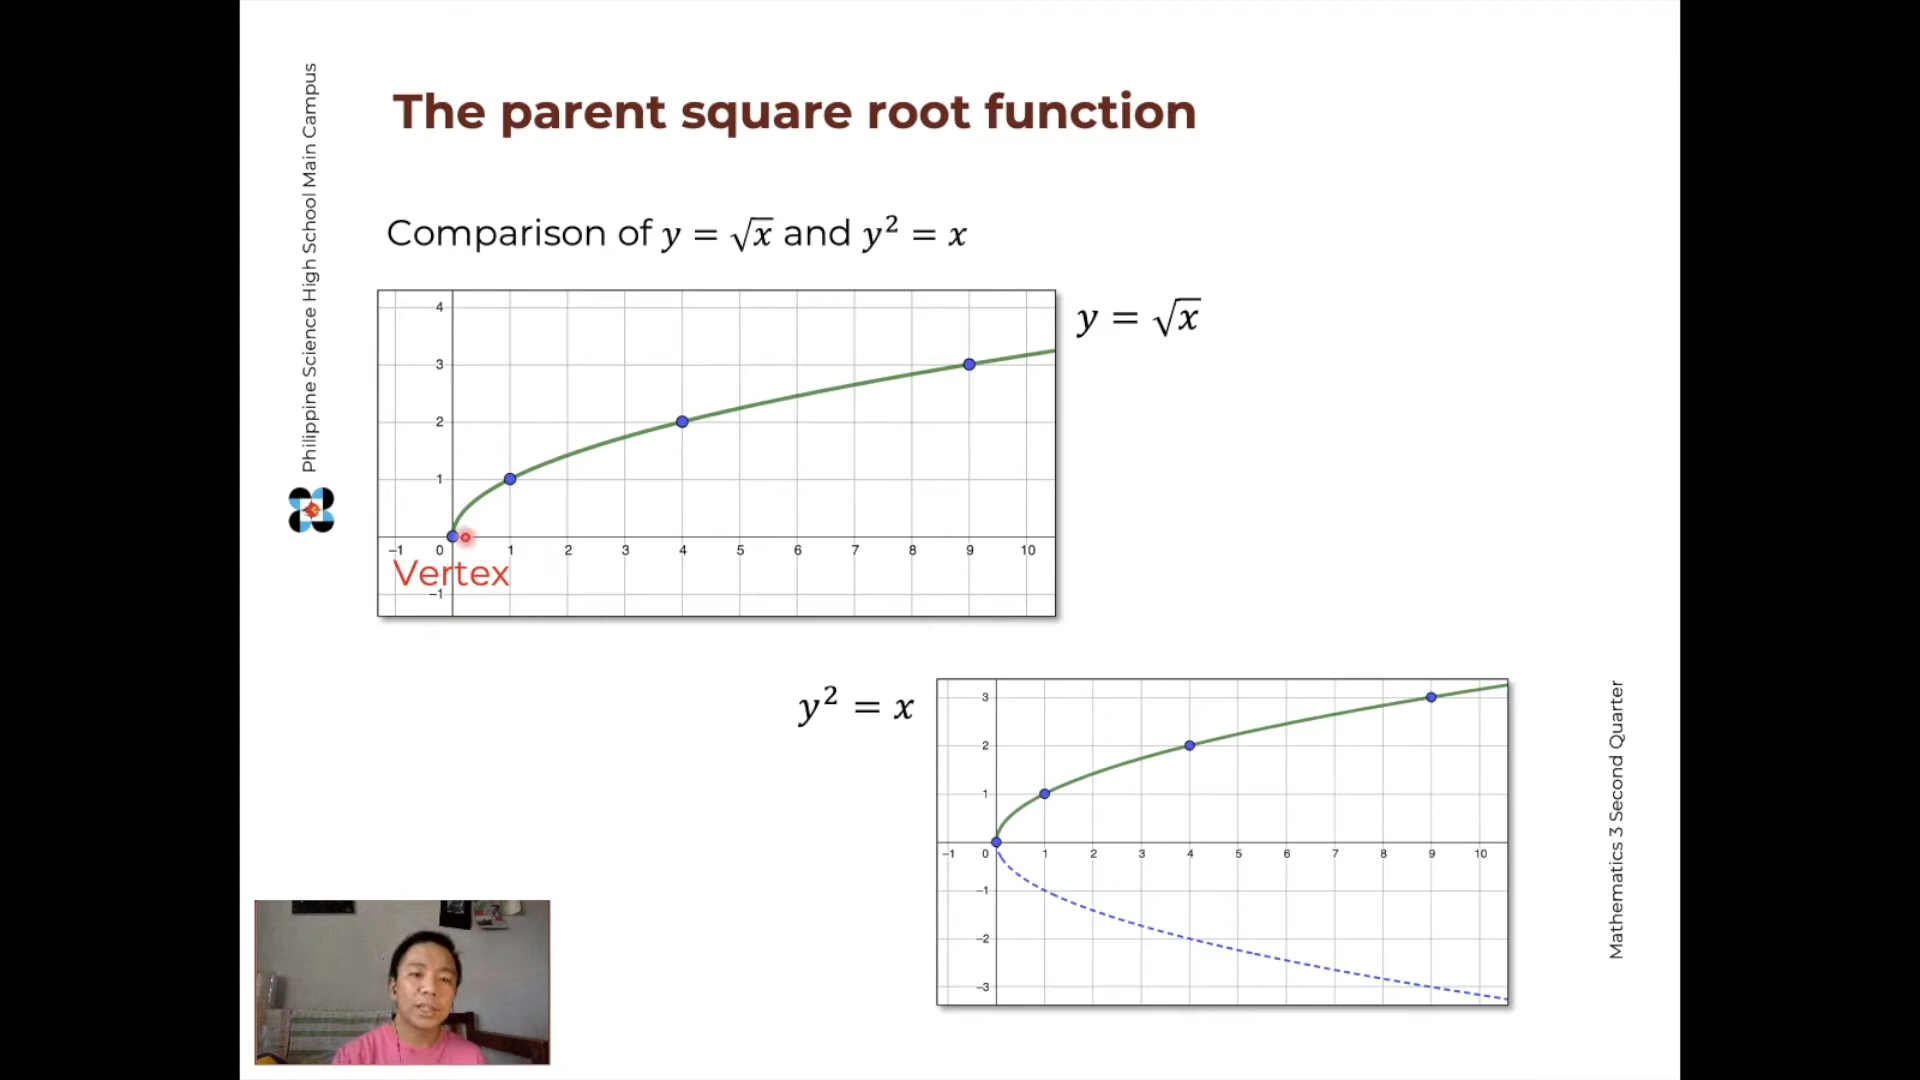 Philippine Science High School Main Campus
The parent square root function
Comparison of y = √x and y² = x
y = √x
4
3
2
1
−1 0 1 2 3 4 5 6 7 8 9 10
Vertex
−1
y² = x
3
2
1
−1 0 1 2 3 4 5 6 7 8 9 10
−1
−2
−3
Mathematics 3 Second Quarter